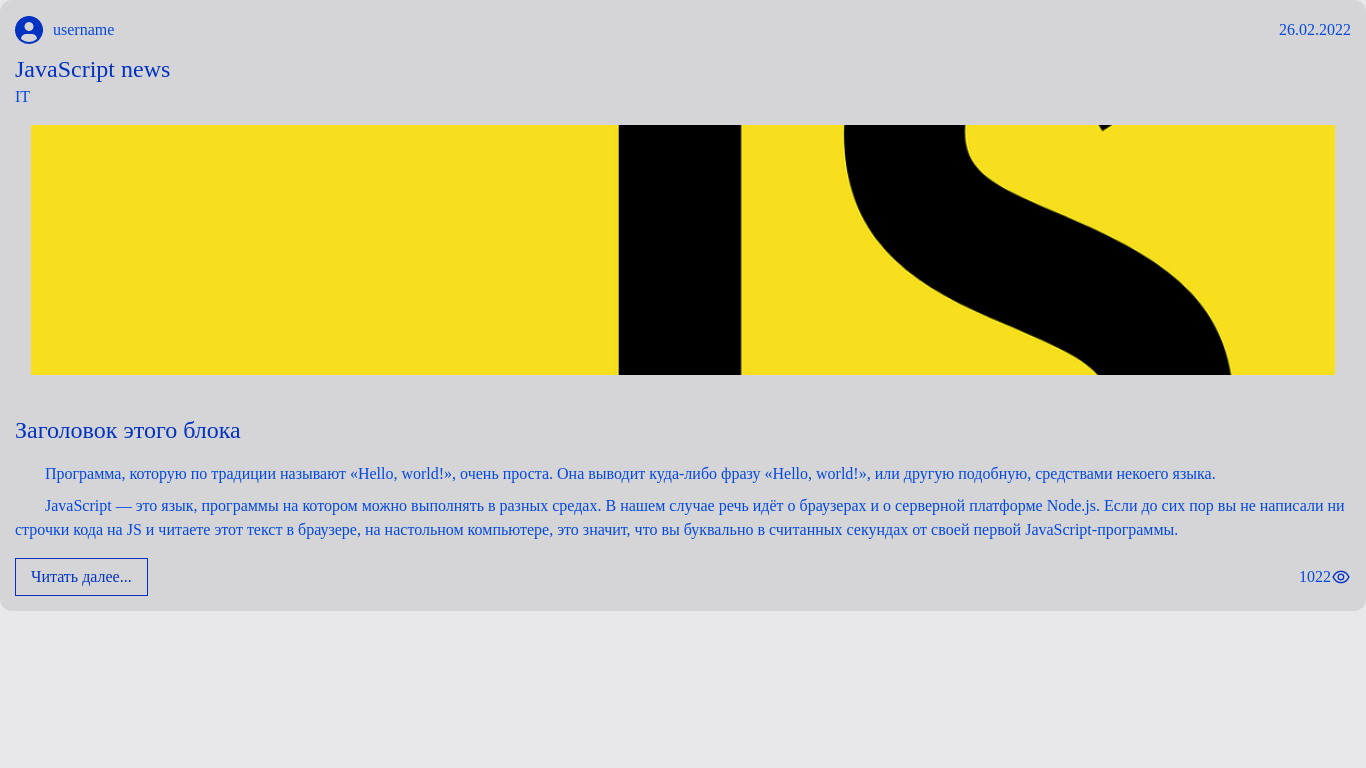 username
26.02.2022
JavaScript news
IT
JS
Заголовок этого блока
Программа, которую по традиции называют «Hello, world!», очень проста. Она выводит куда-либо фразу «Hello, world!», или другую подобную, средствами некоего языка.
JavaScript — это язык, программы на котором можно выполнять в разных средах. В нашем случае речь идёт о браузерах и о серверной платформе Node.js. Если до сих пор вы не написали ни
строчки кода на JS и читаете этот текст в браузере, на настольном компьютере, это значит, что вы буквально в считанных секундах от своей первой JavaScript-программы.
Читать далее...
1022